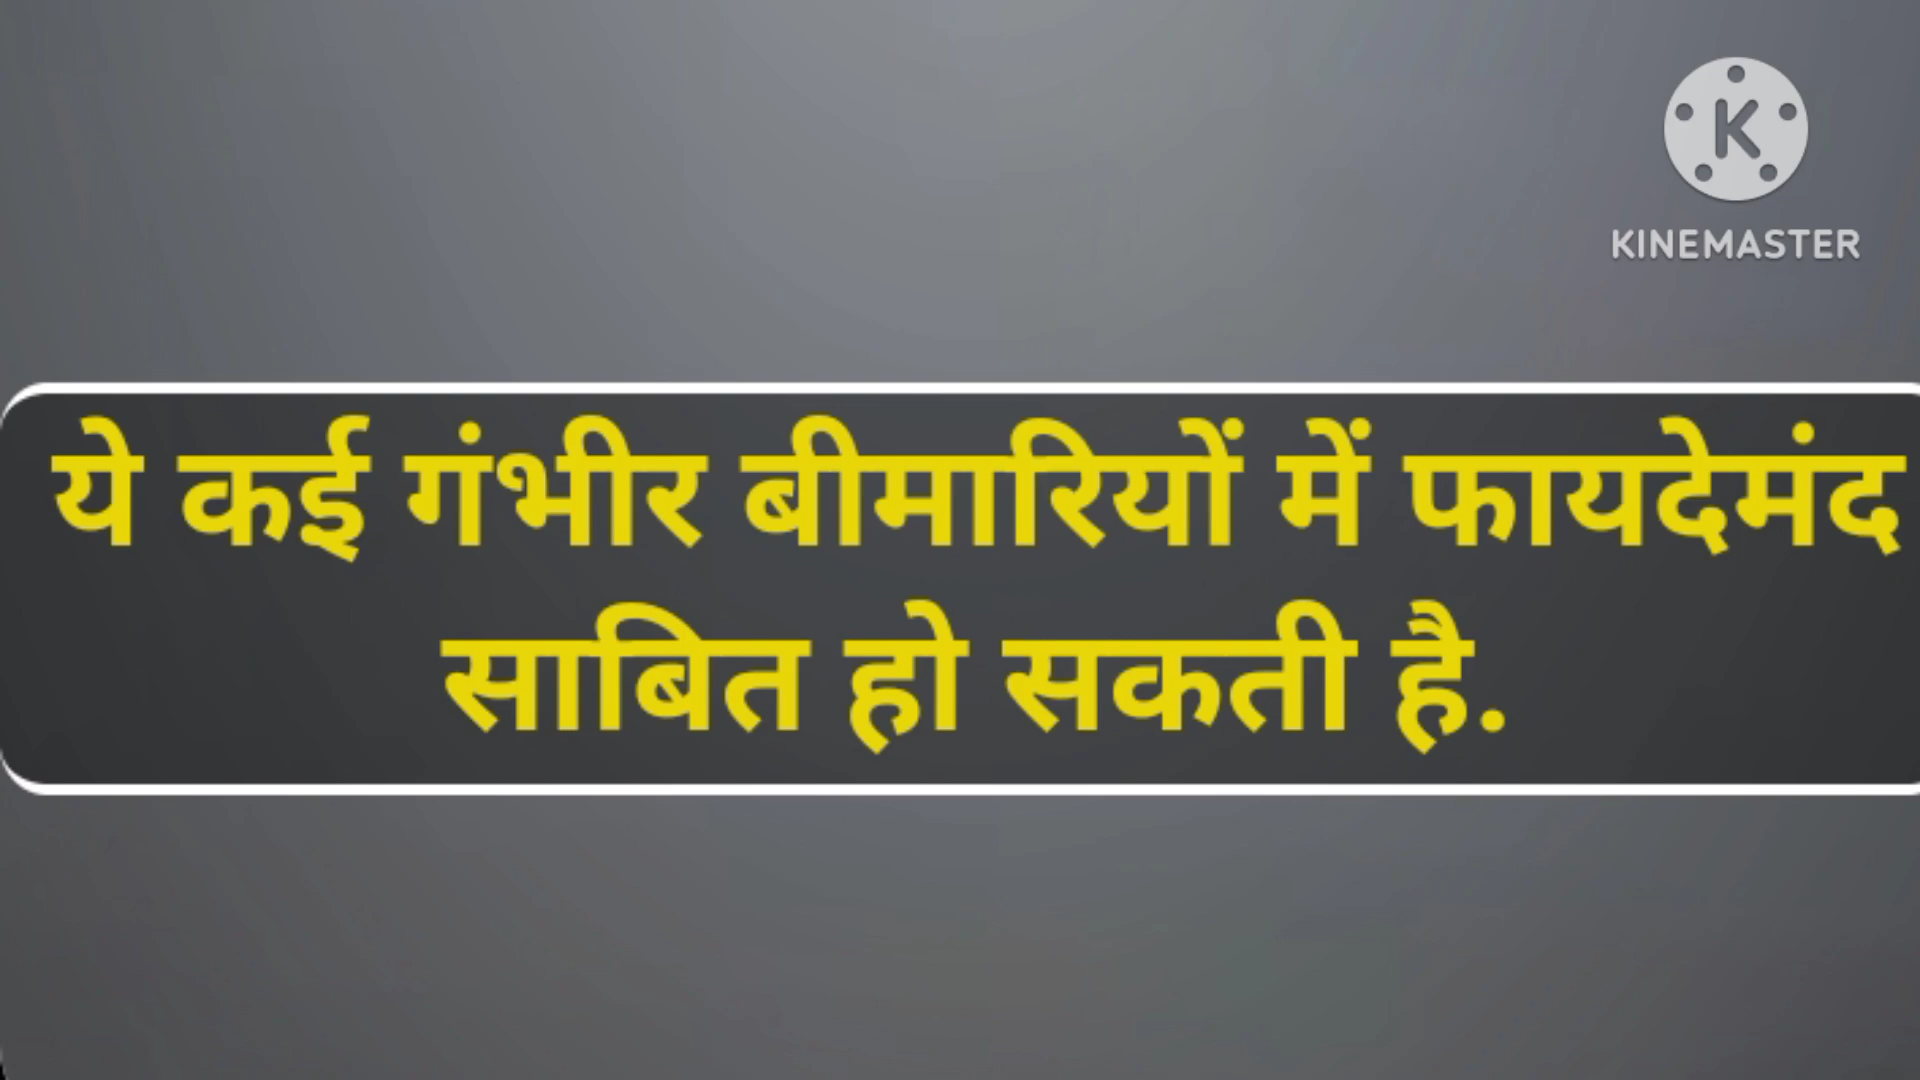 K
KINEMASTER
ये कई गंभीर बीमारियों में फायदेमंद
साबित हो सकती है.